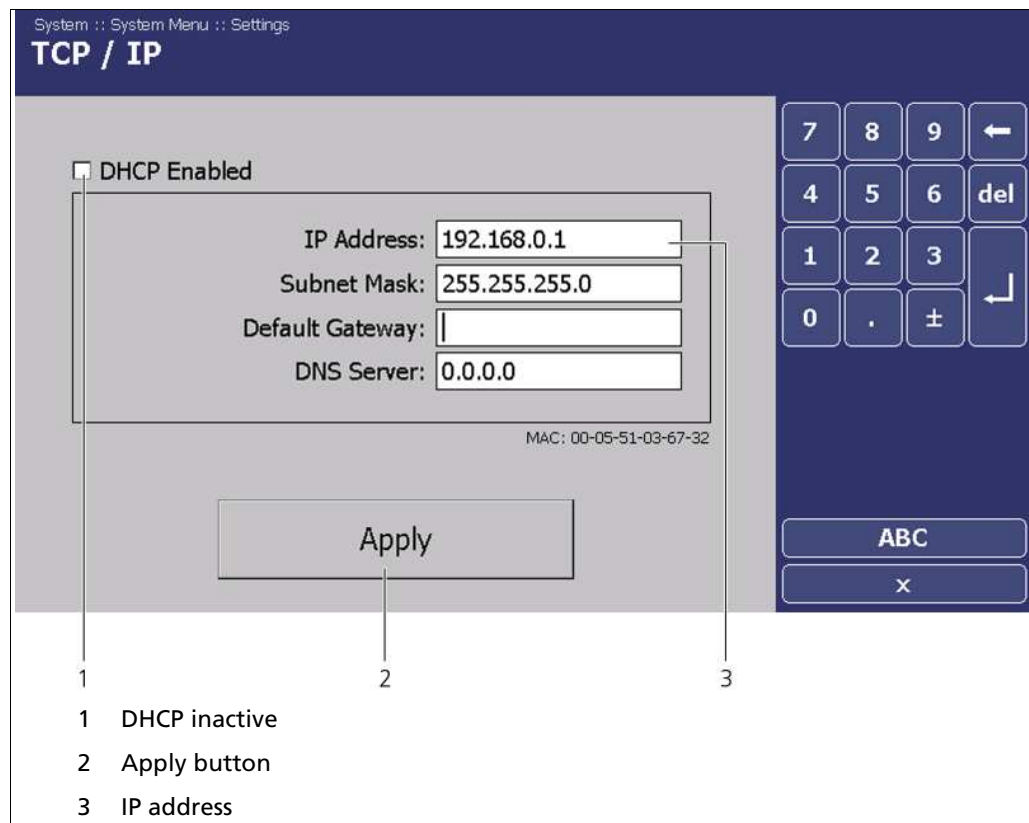 System :: System Menu :: Settings
TCP / IP
DHCP Enabled
IP Address: 192.168.0.1
Subnet Mask: 255.255.255.0
Default Gateway:
DNS Server: 0.0.0.0
MAC: 00-05-51-03-67-32
Apply
7 8 9 ←
4 5 6 del
1 2 3 ↵
0 . ±
ABC
x
1 2 3
1 DHCP inactive
2 Apply button
3 IP address